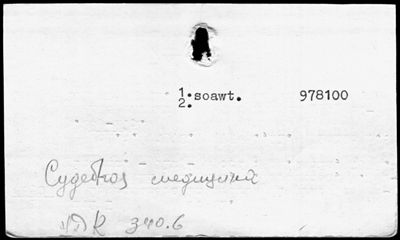 1. soawt. 978100
2.
Судебная медицина
УДК 340.6